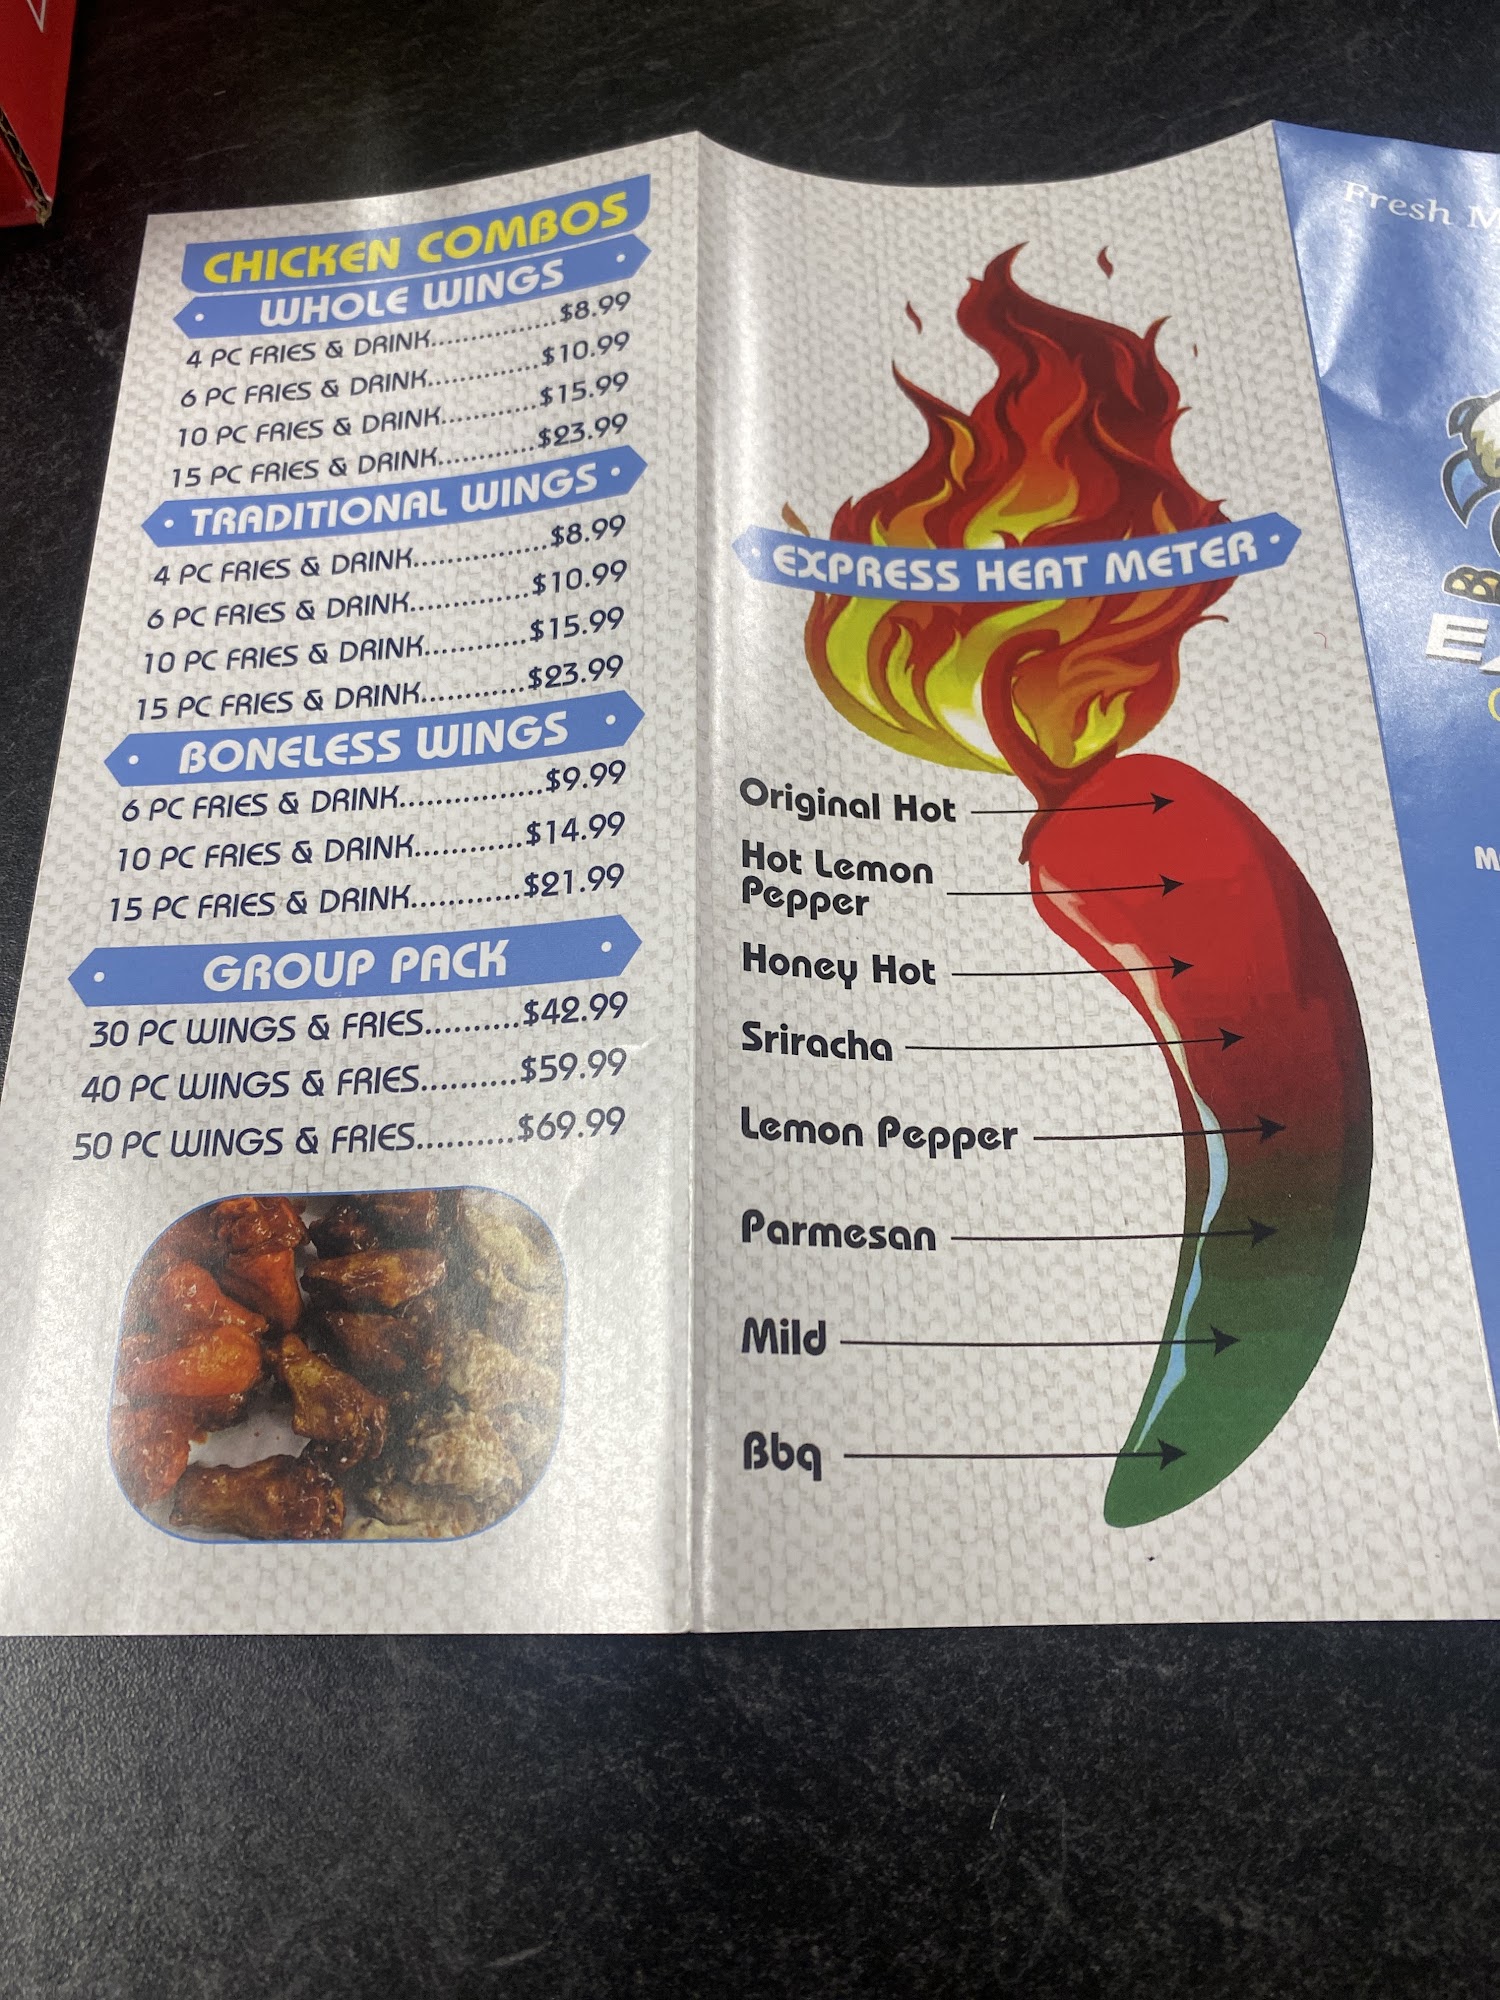 CHICKEN COMBOS
WHOLE WINGS
4 PC FRIES & DRINK................$8.99
6 PC FRIES & DRINK..............$10.99
10 PC FRIES & DRINK............$15.99
15 PC FRIES & DRINK............$23.99
TRADITIONAL WINGS
4 PC FRIES & DRINK................$8.99
6 PC FRIES & DRINK..............$10.99
10 PC FRIES & DRINK............$15.99
15 PC FRIES & DRINK............$23.99
BONELESS WINGS
6 PC FRIES & DRINK.................$9.99
10 PC FRIES & DRINK............$14.99
15 PC FRIES & DRINK............$21.99
GROUP PACK
30 PC WINGS & FRIES..........$42.99
40 PC WINGS & FRIES..........$59.99
50 PC WINGS & FRIES..........$69.99
EXPRESS HEAT METER
Original Hot
Hot Lemon
Pepper
Honey Hot
Sriracha
Lemon Pepper
Parmesan
Mild
Bbq
Fresh